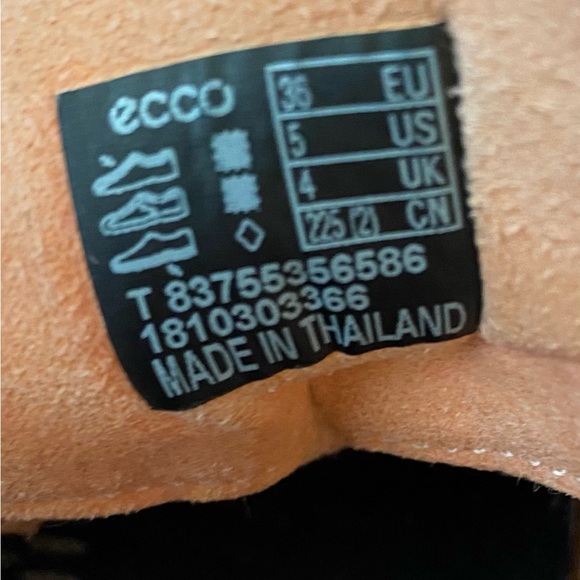 ecco
36 EU
5 US
4 UK
225 (2) CN
T 83755356586
1810303366
MADE IN THAILAND